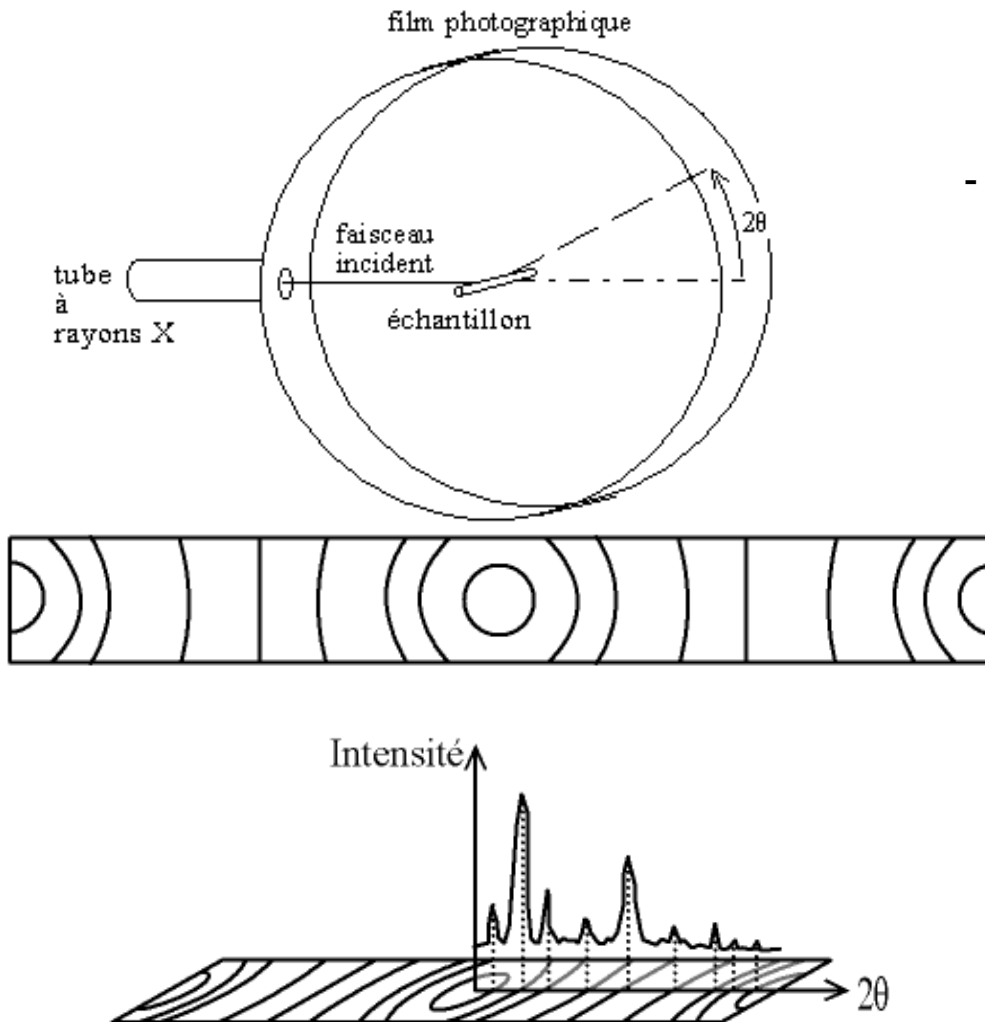 film photographique
-
2θ
faisceau
incident
tube
à
rayons X
échantillon
Intensité
2θ